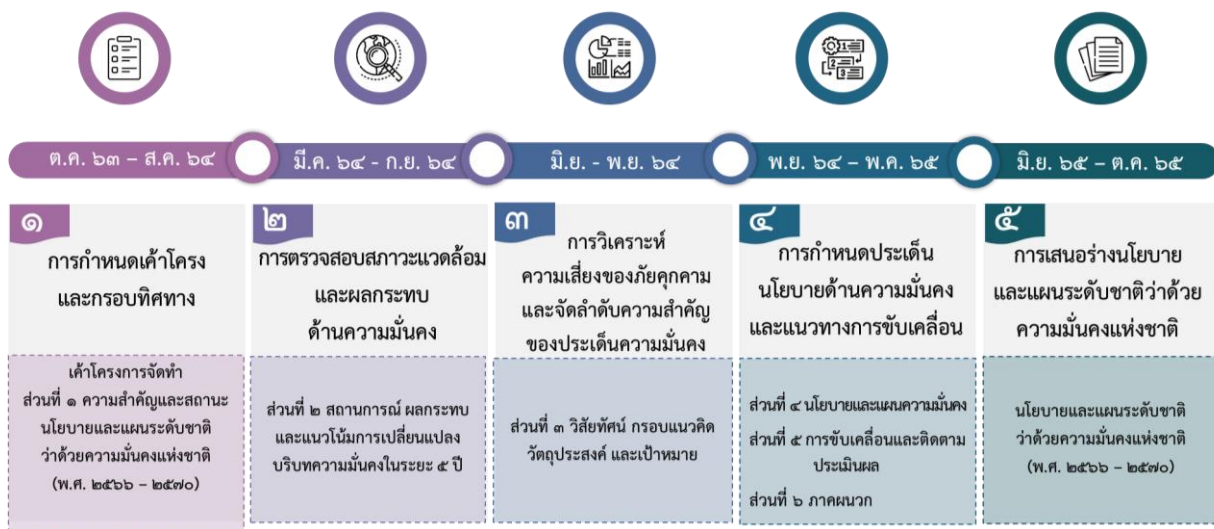 ต.ค. ๖๓ – ส.ค. ๖๔
มี.ค. ๖๔ - ก.ย. ๖๔
มิ.ย. - พ.ย. ๖๔
พ.ย. ๖๔ – พ.ค. ๖๕
มิ.ย. ๖๕ – ต.ค. ๖๕
๑
การกำหนดเค้าโครง
และกรอบทิศทาง
เค้าโครงการจัดทำ
ส่วนที่ ๑ ความสำคัญและสถานะ
นโยบายและแผนระดับชาติ
ว่าด้วยความมั่นคงแห่งชาติ
(พ.ศ. ๒๕๖๖ – ๒๕๗๐)
๒
การตรวจสอบสภาวะแวดล้อม
และผลกระทบ
ด้านความมั่นคง
ส่วนที่ ๒ สถานการณ์ ผลกระทบ
และแนวโน้มการเปลี่ยนแปลง
บริบทความมั่นคงในระยะ ๕ ปี
๓
การวิเคราะห์
ความเสี่ยงของภัยคุกคาม
และจัดลำดับความสำคัญ
ของประเด็นความมั่นคง
ส่วนที่ ๓ วิสัยทัศน์ กรอบแนวคิด
วัตถุประสงค์ และเป้าหมาย
๔
การกำหนดประเด็น
นโยบายด้านความมั่นคง
และแนวทางการขับเคลื่อน
ส่วนที่ ๔ นโยบายและแผนความมั่นคง
ส่วนที่ ๕ การขับเคลื่อนและติดตาม
ประเมินผล
ส่วนที่ ๖ ภาคผนวก
๕
การเสนอร่างนโยบาย
และแผนระดับชาติว่าด้วย
ความมั่นคงแห่งชาติ
นโยบายและแผนระดับชาติ
ว่าด้วยความมั่นคงแห่งชาติ
(พ.ศ. ๒๕๖๖ – ๒๕๗๐)